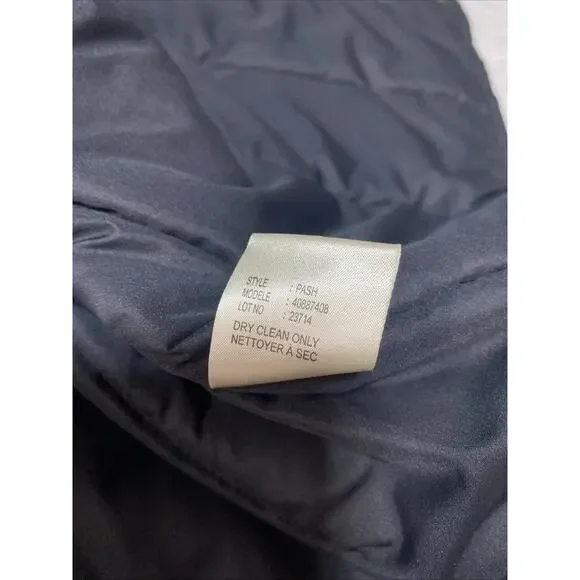 STYLE : PASH
MODELE : 40887408
LOT NO : 23714
DRY CLEAN ONLY
NETTOYER À SEC